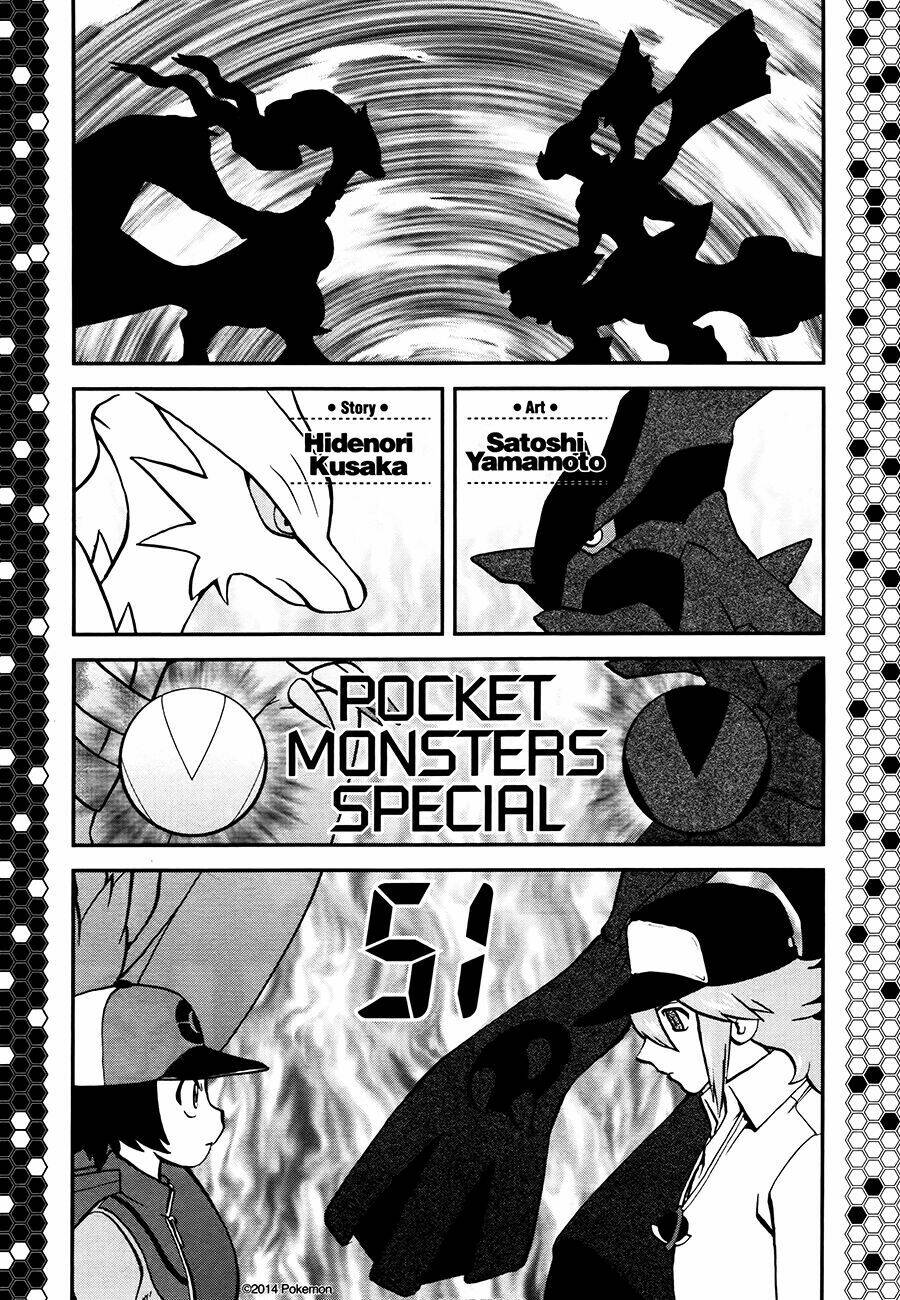 • Story •
Hidenori
Kusaka
• Art •
Satoshi
Yamamoto
POCKET
MONSTERS
SPECIAL
51
©2014 Pokemon